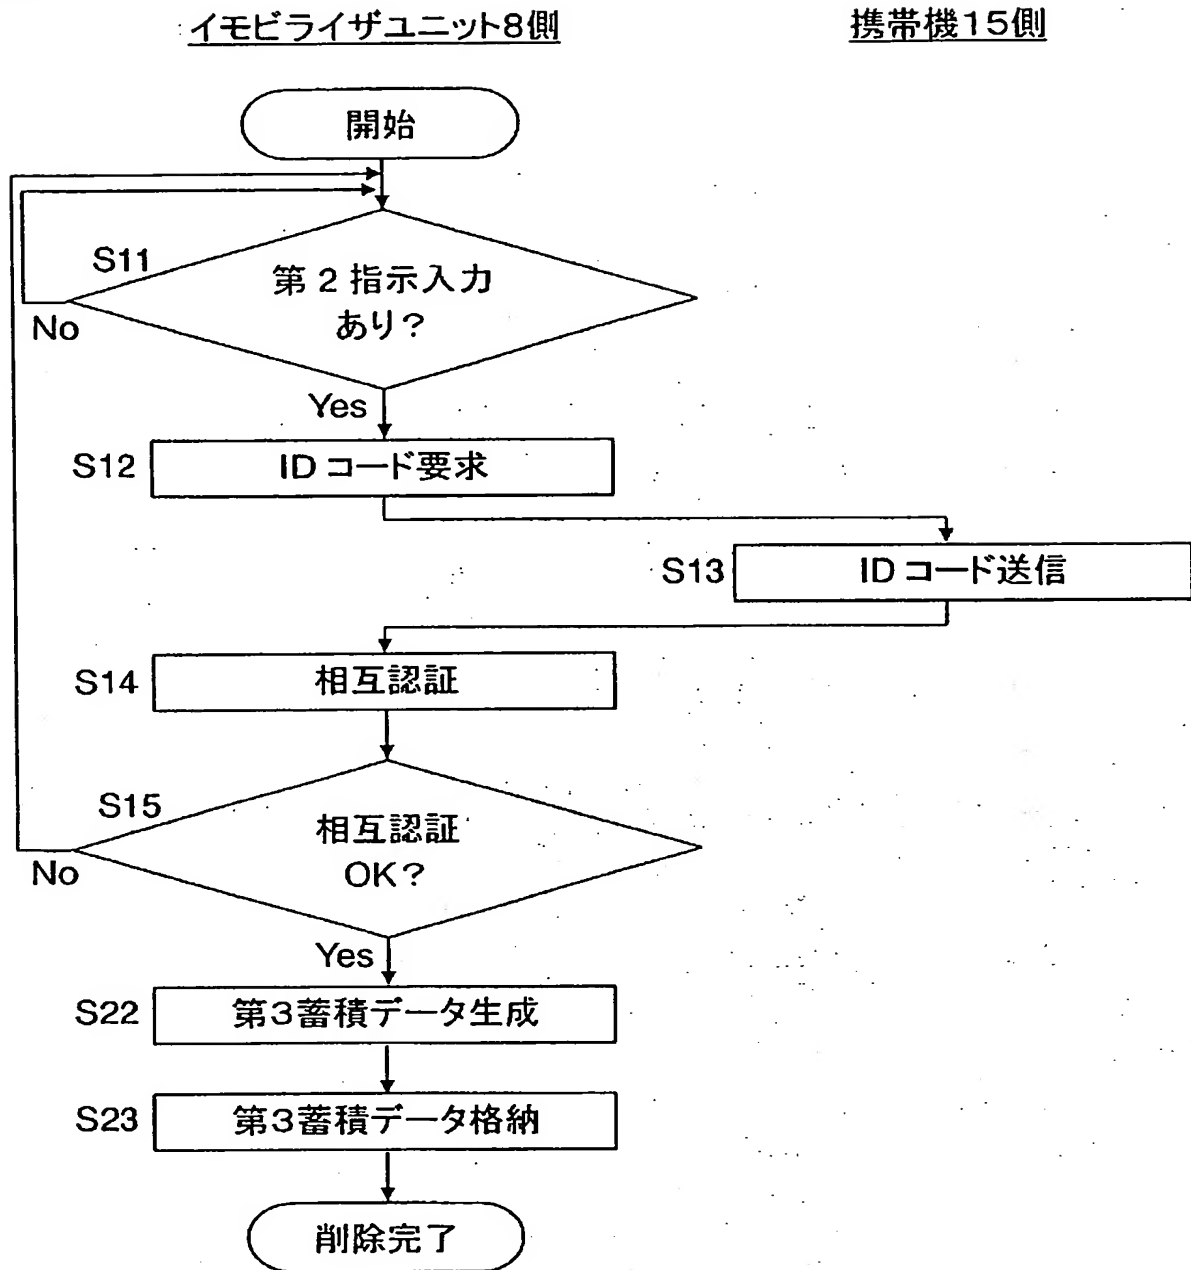 イモビライザユニット8側
携帯機15側
開始
S11
第2指示入力
あり?
No
Yes
S12
IDコード要求
S13
IDコード送信
S14
相互認証
S15
相互認証
OK?
No
Yes
S22
第3蓄積データ生成
S23
第3蓄積データ格納
削除完了